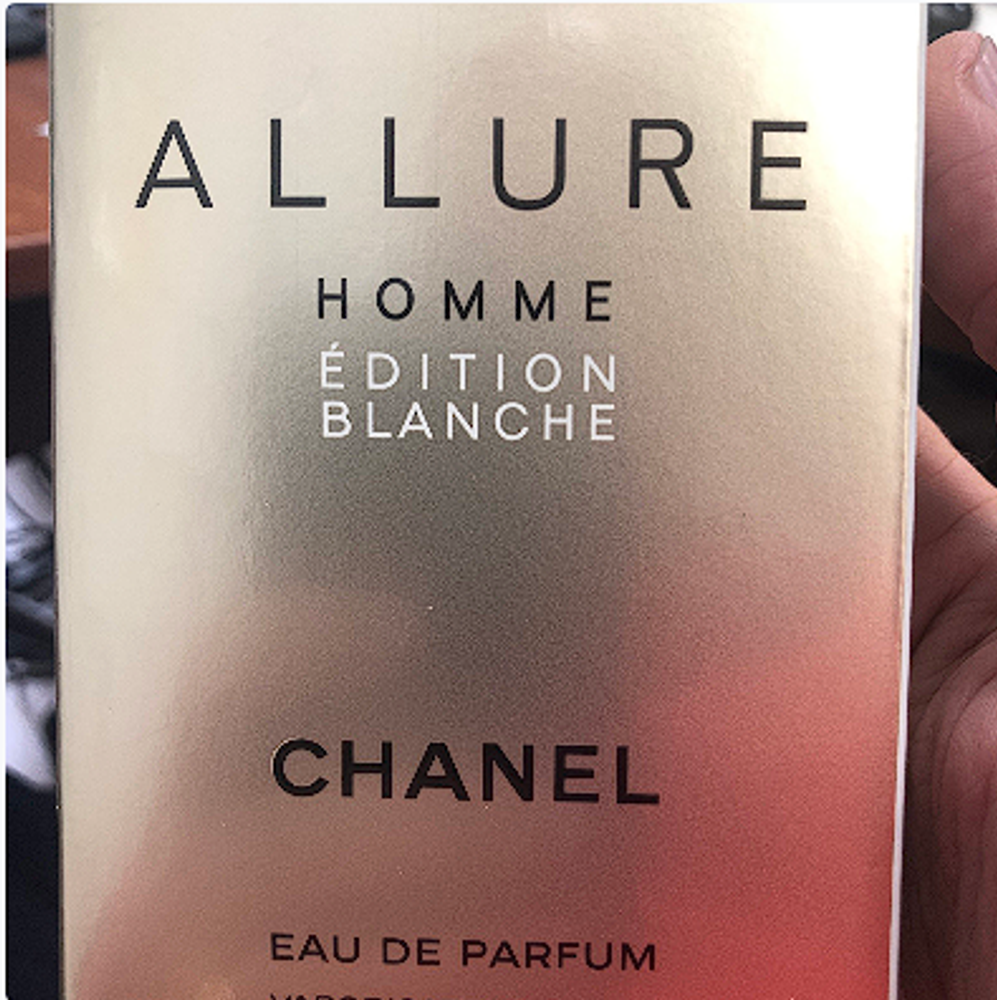 ALLURE
HOMME
ÉDITION
BLANCHE
CHANEL
EAU DE PARFUM